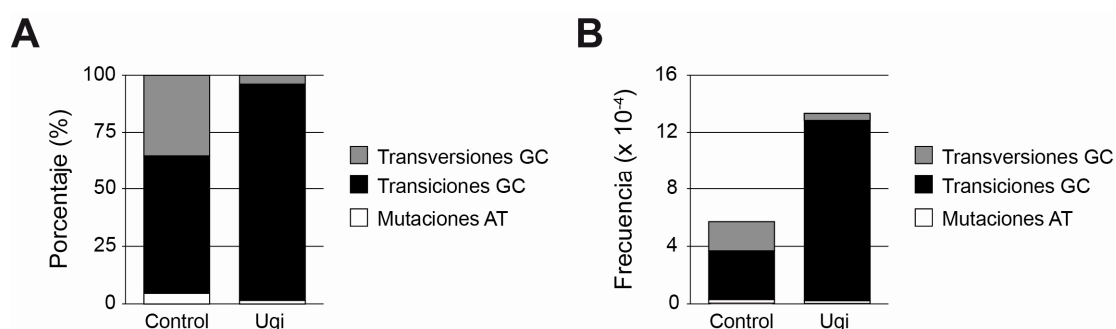 A
Porcentaje (%)
100
75
50
25
0
Control
Ugi
Transversiones GC
Transiciones GC
Mutaciones AT
B
Frecuencia (x 10⁻⁴)
16
12
8
4
0
Control
Ugi
Transversiones GC
Transiciones GC
Mutaciones AT